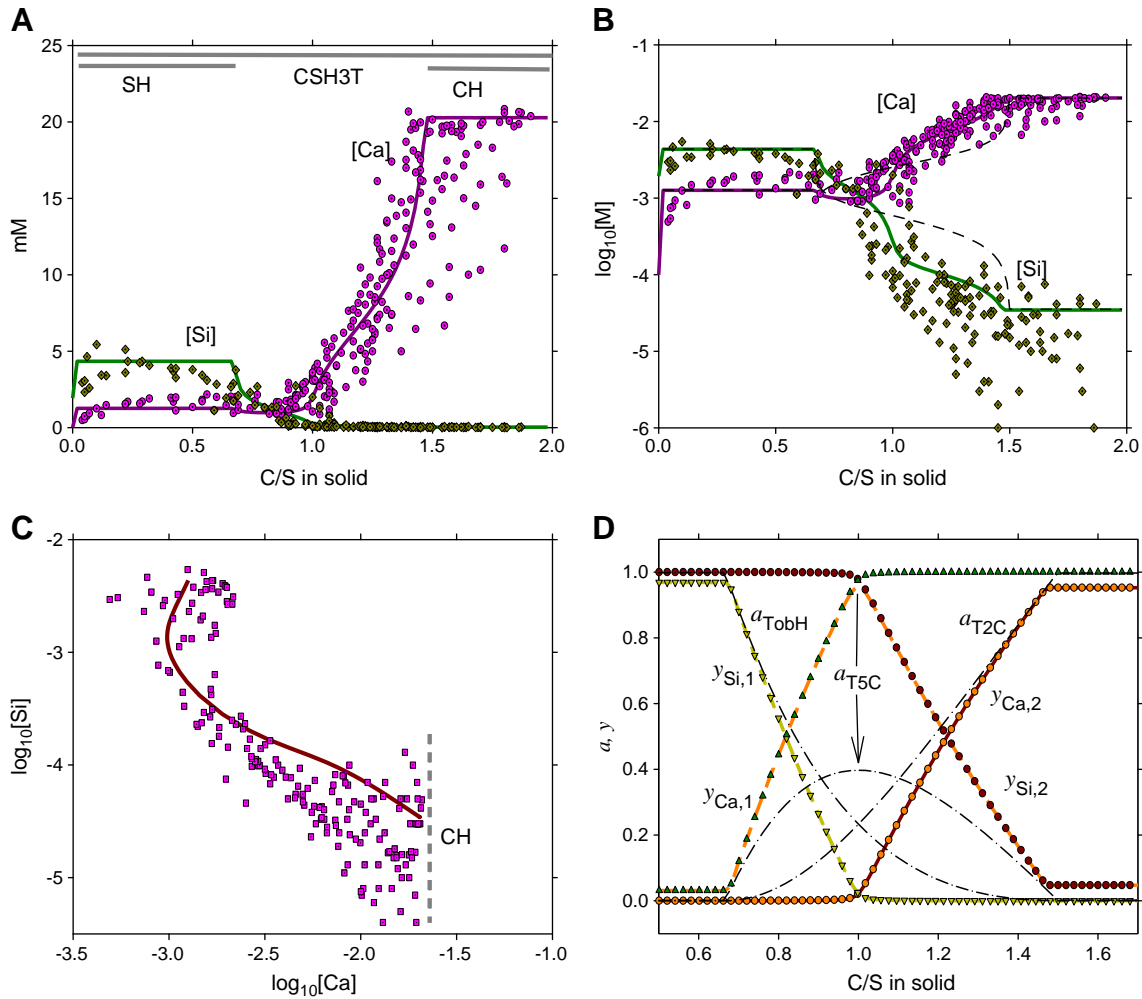 A
25
20
15
10
5
0
mM
SH
CSH3T
CH
[Ca]
[Si]
0.0 0.5 1.0 1.5 2.0
C/S in solid
B
-1
-2
-3
-4
-5
-6
log10[M]
[Ca]
[Si]
0.0 0.5 1.0 1.5 2.0
C/S in solid
C
-2
-3
-4
-5
log10[Si]
CH
-3.5 -3.0 -2.5 -2.0 -1.5 -1.0
log10[Ca]
D
1.0
0.8
0.6
0.4
0.2
0.0
a, y
aTobH
aT2C
ySi,1
aT5C
yCa,2
yCa,1
ySi,2
0.6 0.8 1.0 1.2 1.4 1.6
C/S in solid